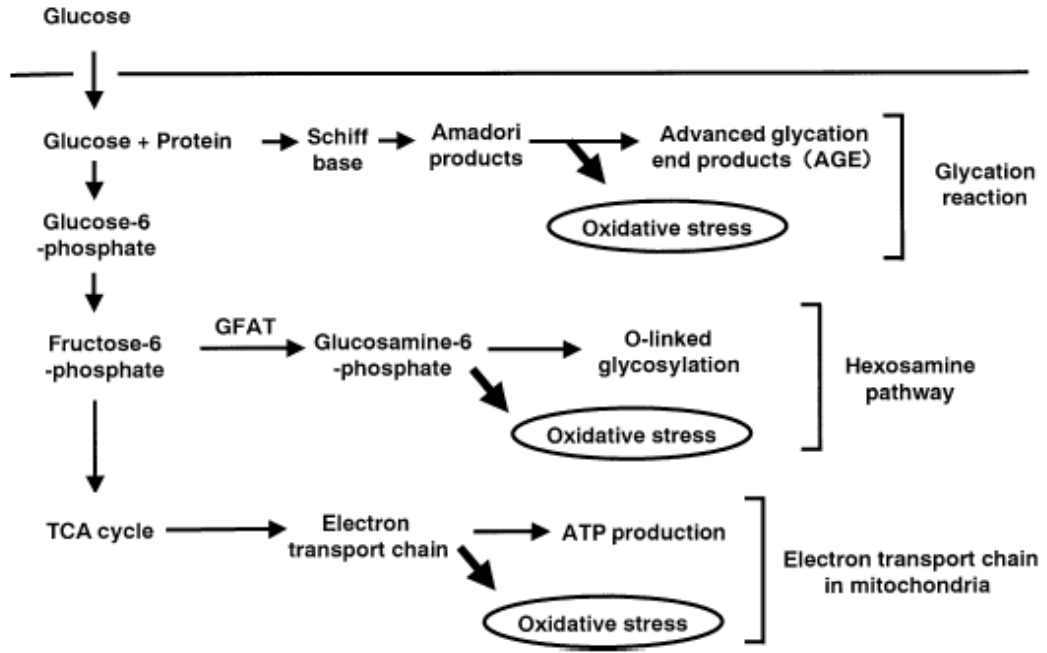 Glucose
Glucose + Protein
Schiff
base
Amadori
products
Advanced glycation
end products (AGE)
Glycation
reaction
Oxidative stress
Glucose-6
-phosphate
Fructose-6
-phosphate
GFAT
Glucosamine-6
-phosphate
O-linked
glycosylation
Hexosamine
pathway
Oxidative stress
TCA cycle
Electron
transport chain
ATP production
Electron transport chain
in mitochondria
Oxidative stress